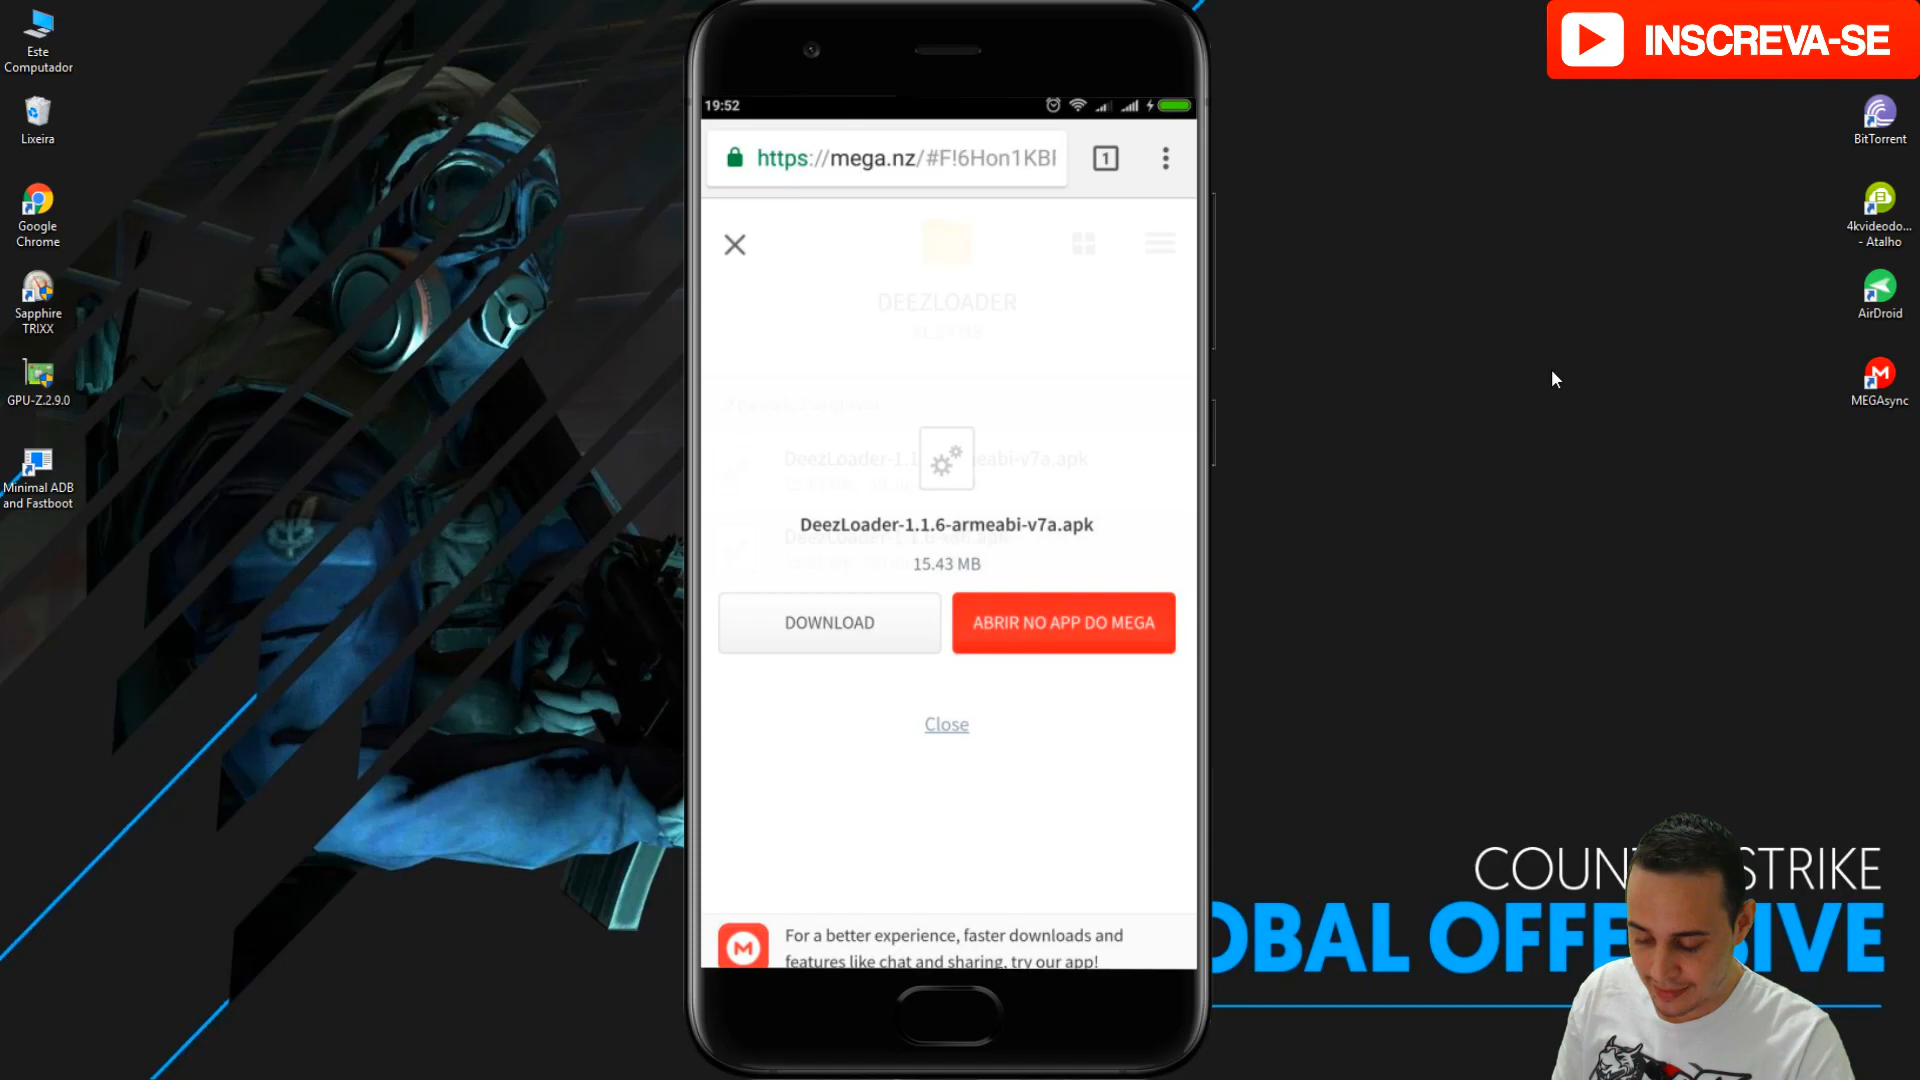 Este
Computador
Lixeira
Google
Chrome
Sapphire
TRIXX
GPU-Z.2.9.0
Minimal ADB
and Fastboot
19:52
https://mega.nz/#F!6Hon1KB
1
DEEZLOADER
DeezLoader-1.1.6-armeabi-v7a.apk
15.43 MB
DOWNLOAD
ABRIR NO APP DO MEGA
Close
M
For a better experience, faster downloads and
features like chat and sharing, try our app!
INSCREVA-SE
BitTorrent
4kvideodo...
- Atalho
AirDroid
M
MEGAsync
COUN STRIKE
OBAL OFFE IVE